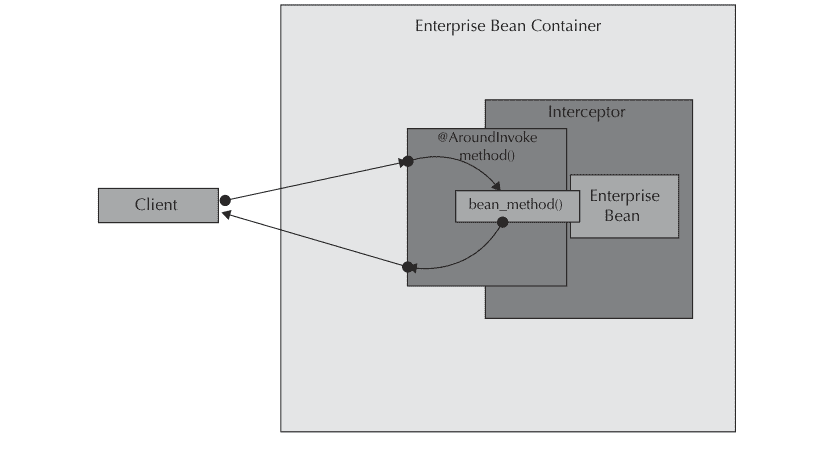 Enterprise Bean Container
Interceptor
@AroundInvoke
method()
Client
bean_method()
Enterprise
Bean